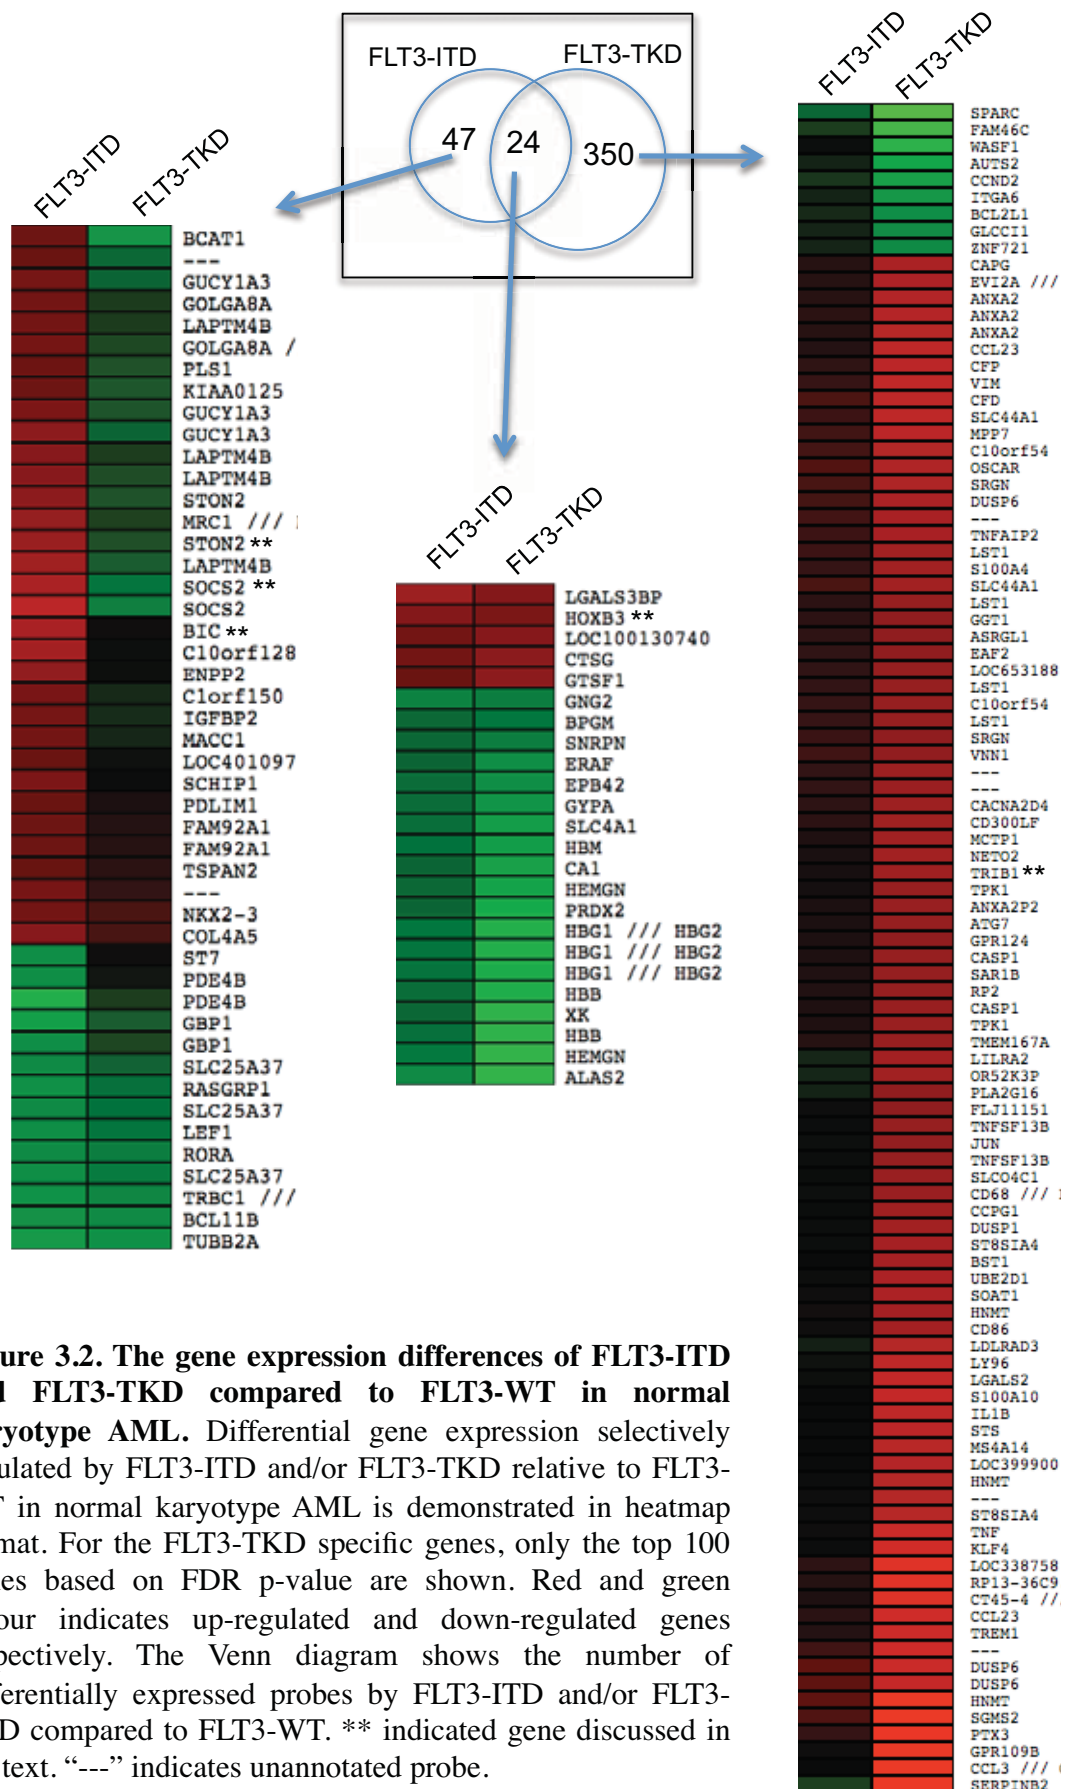 FLT3-ITD
FLT3-TKD
47
24
350
FLT3-ITD
FLT3-TKD
BCAT1
---
GUCY1A3
GOLGA8A
LAPTM4B
GOLGA8A /
PLS1
KIAA0125
GUCY1A3
GUCY1A3
LAPTM4B
LAPTM4B
STON2
MRC1 ///
STON2 **
LAPTM4B
SOCS2 **
SOCS2
BIC **
C10orf128
ENPP2
C1orf150
IGFBP2
MACC1
LOC401097
SCHIP1
PDLIM1
FAM92A1
FAM92A1
TSPAN2
---
NKX2-3
COL4A5
ST7
PDE4B
PDE4B
GBP1
GBP1
SLC25A37
RASGRP1
SLC25A37
LEF1
RORA
SLC25A37
TRBC1 ///
BCL11B
TUBB2A
FLT3-ITD
FLT3-TKD
LGALS3BP
HOXB3 **
LOC100130740
CTSG
GTSF1
GNG2
BPGM
SNRPN
ERAF
EPB42
GYPA
SLC4A1
HBM
CA1
HEMGN
PRDX2
HBG1 /// HBG2
HBG1 /// HBG2
HBG1 /// HBG2
HBB
XK
HBB
HEMGN
ALAS2
FLT3-ITD
FLT3-TKD
SPARC
FAM46C
WASF1
AUTS2
CCND2
ITGA6
BCL2L1
GLCCI1
ZNF721
CAPG
EVI2A ///
ANXA2
ANXA2
ANXA2
CCL23
CFP
VIM
CFD
SLC44A1
MPP7
C10orf54
OSCAR
SRGN
DUSP6
---
TNFAIP2
LST1
S100A4
SLC44A1
LST1
GGT1
ASRGL1
EAF2
LOC653188
LST1
C10orf54
LST1
SRGN
VNN1
---
---
CACNA2D4
CD300LF
MCTP1
NETO2
TRIB1 **
TPK1
ANXA2P2
ATG7
GPR124
CASP1
SAR1B
RP2
CASP1
TPK1
TMEM167A
LILRA2
OR52K3P
PLA2G16
FLJ11151
TNFSF13B
JUN
TNFSF13B
SLCO4C1
CD68 ///
CCPG1
DUSP1
ST8SIA4
BST1
UBE2D1
SOAT1
HNMT
CD86
LDLRAD3
LY96
LGALS2
S100A10
IL1B
STS
MS4A14
LOC399900
HNMT
---
ST8SIA4
TNF
KLF4
LOC338758
RP13-36C9
CT45-4 //
CCL23
TREM1
---
DUSP6
DUSP6
HNMT
SGMS2
PTX3
GPR109B
CCL3 ///
SERPINB2
ure 3.2. The gene expression differences of FLT3-ITD
FLT3-TKD compared to FLT3-WT in normal
ryotype AML. Differential gene expression selectively
ulated by FLT3-ITD and/or FLT3-TKD relative to FLT3-
T in normal karyotype AML is demonstrated in heatmap
mat. For the FLT3-TKD specific genes, only the top 100
es based on FDR p-value are shown. Red and green
our indicates up-regulated and down-regulated genes
pectively. The Venn diagram shows the number of
ferentially expressed probes by FLT3-ITD and/or FLT3-
D compared to FLT3-WT. ** indicated gene discussed in
text. “---” indicates unannotated probe.